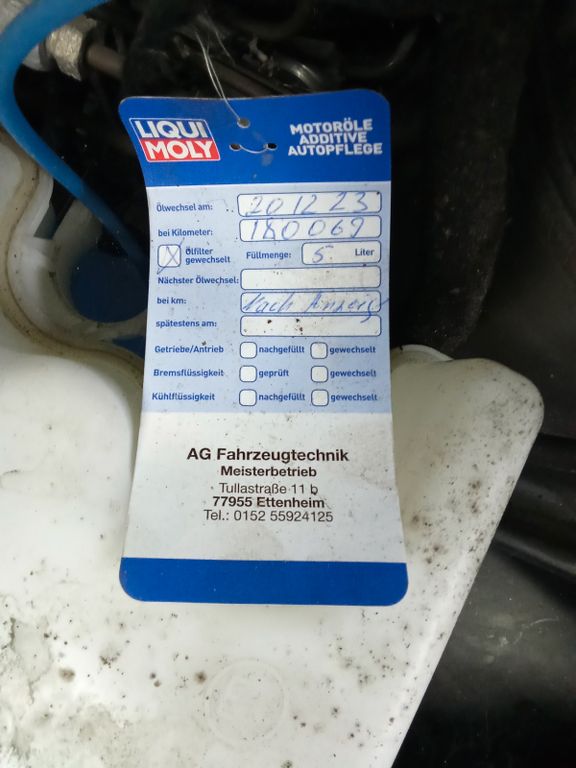 LIQUI
MOLY
MOTORÖLE
ADDITIVE
AUTOPFLEGE
Ölwechsel am: 20 12 23
bei Kilometer: 180069
Ölfilter gewechselt Füllmenge: 5 Liter
Nächster Ölwechsel:
bei km: Nach Anzeige
spätestens am:
Getriebe/Antrieb nachgefüllt gewechselt
Bremsflüssigkeit geprüft gewechselt
Kühlflüssigkeit nachgefüllt gewechselt
AG Fahrzeugtechnik
Meisterbetrieb
Tullastraße 11 b
77955 Ettenheim
Tel.: 0152 55924125